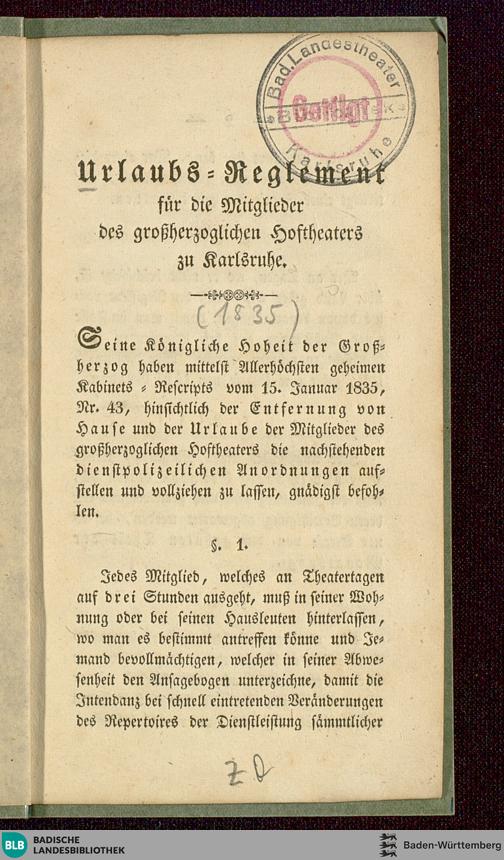 Bad. Landestheater
Getilgt
Karlsruhe
Urlaubs-Reglement
für die Mitglieder
des großherzoglichen Hoftheaters
zu Karlsruhe.
(1835)
Seine Königliche Hoheit der Groß-
herzog haben mittelst Allerhöchsten geheimen
Kabinets-Rescripts vom 15. Januar 1835,
Nr. 43, hinsichtlich der Entfernung von
Hause und der Urlaube der Mitglieder des
großherzoglichen Hoftheaters die nachstehenden
dienstpolizeilichen Anordnungen auf-
stellen und vollziehen zu lassen, gnädigst befoh-
len.
§. 1.
Jedes Mitglied, welches an Theatertagen
auf drei Stunden ausgeht, muß in seiner Woh-
nung oder bei seinen Hausleuten hinterlassen,
wo man es bestimmt antreffen könne und Je-
mand bevollmächtigen, welcher in seiner Abwe-
senheit den Ansagebogen unterzeichne, damit die
Intendanz bei schnell eintretenden Veränderungen
des Repertoires der Dienstleistung sämmtlicher
BLB BADISCHE
LANDESBIBLIOTHEK
Baden-Württemberg